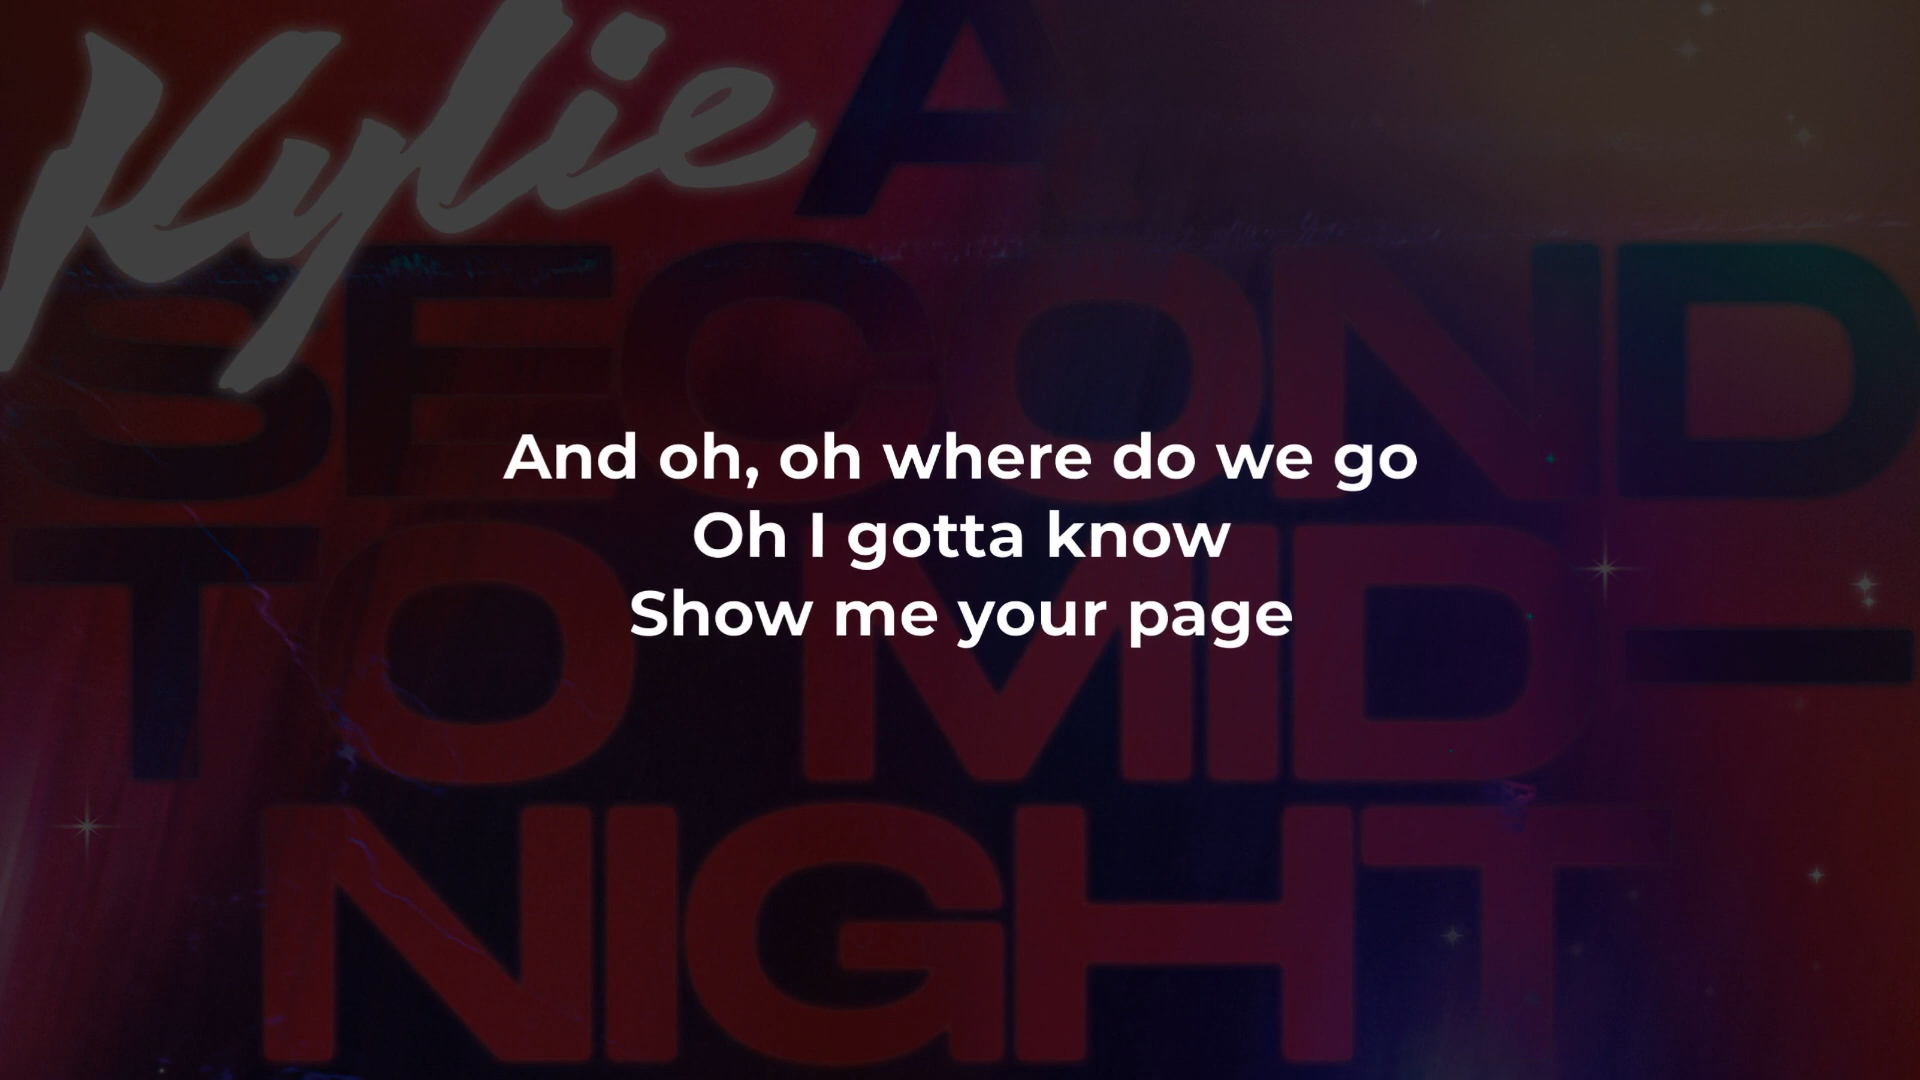 Kylie
A
SECOND
TO MID-
NIGHT
And oh, oh where do we go
Oh I gotta know
Show me your page